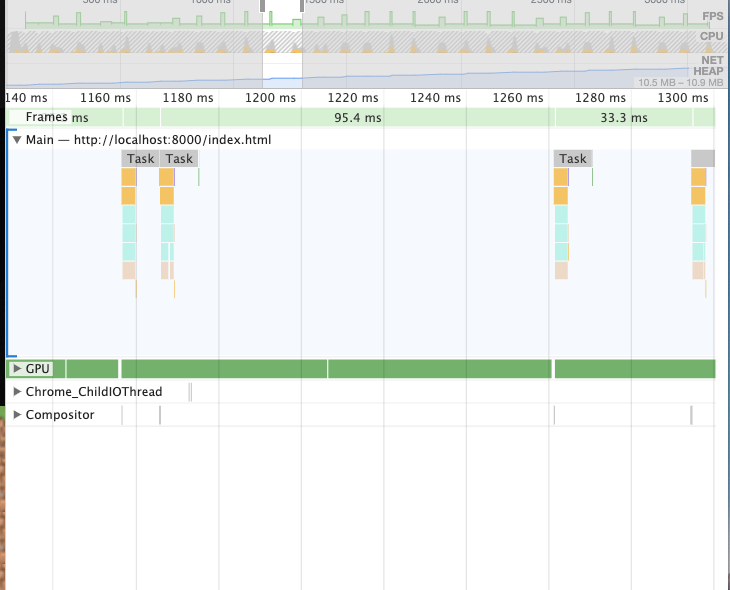 500 ms 1000 ms 1500 ms 2000 ms 2500 ms 3000 ms
FPS
CPU
NET
HEAP
10.5 MB – 10.9 MB
140 ms 1160 ms 1180 ms 1200 ms 1220 ms 1240 ms 1260 ms 1280 ms 1300 ms
Frames ms 95.4 ms 33.3 ms
Main — http://localhost:8000/index.html
Task Task Task
GPU
Chrome_ChildIOThread
Compositor